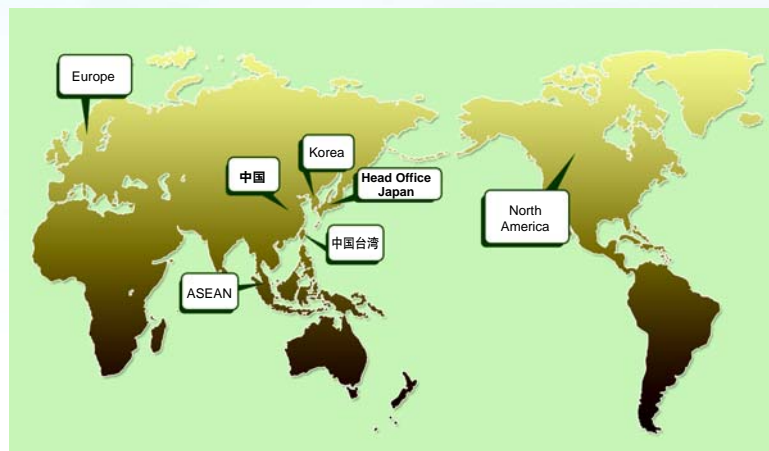 Europe
Korea
中国
Head Office
Japan
North
America
中国台湾
ASEAN